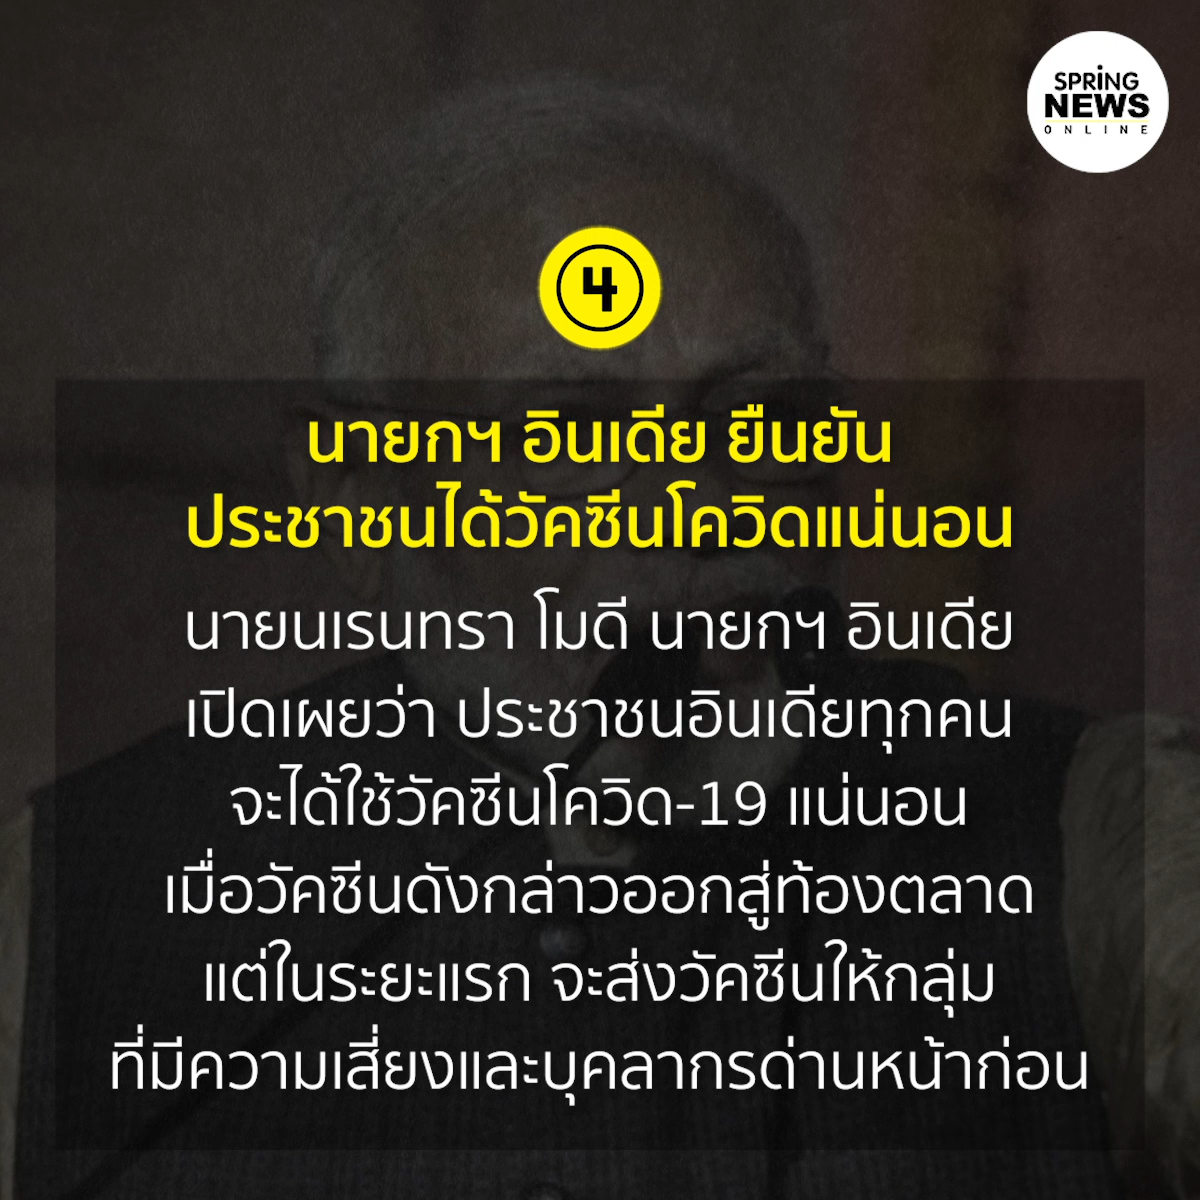 SPRiNG
NEWS
ONLINE
4
นายกฯ อินเดีย ยืนยัน
ประชาชนได้วัคซีนโควิดแน่นอน
นายนเรนทรา โมดี นายกฯ อินเดีย
เปิดเผยว่า ประชาชนอินเดียทุกคน
จะได้ใช้วัคซีนโควิด-19 แน่นอน
เมื่อวัคซีนดังกล่าวออกสู่ท้องตลาด
แต่ในระยะแรก จะส่งวัคซีนให้กลุ่ม
ที่มีความเสี่ยงและบุคลากรด่านหน้าก่อน